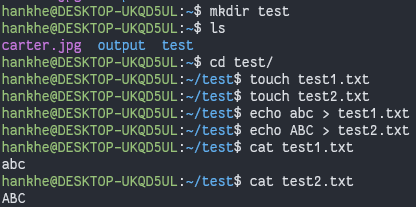 hankhe@DESKTOP-UKQD5UL:~$ mkdir test
hankhe@DESKTOP-UKQD5UL:~$ ls
carter.jpg  output  test
hankhe@DESKTOP-UKQD5UL:~$ cd test/
hankhe@DESKTOP-UKQD5UL:~/test$ touch test1.txt
hankhe@DESKTOP-UKQD5UL:~/test$ touch test2.txt
hankhe@DESKTOP-UKQD5UL:~/test$ echo abc > test1.txt
hankhe@DESKTOP-UKQD5UL:~/test$ echo ABC > test2.txt
hankhe@DESKTOP-UKQD5UL:~/test$ cat test1.txt
abc
hankhe@DESKTOP-UKQD5UL:~/test$ cat test2.txt
ABC